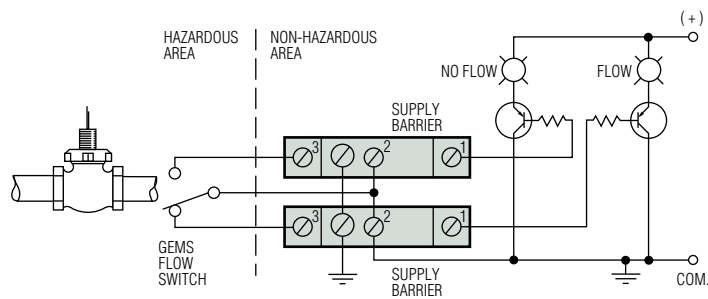 (+)
HAZARDOUS
AREA
NON-HAZARDOUS
AREA
NO FLOW
FLOW
SUPPLY
BARRIER
3
2
1
3
2
1
GEMS
FLOW
SWITCH
SUPPLY
BARRIER
COM.